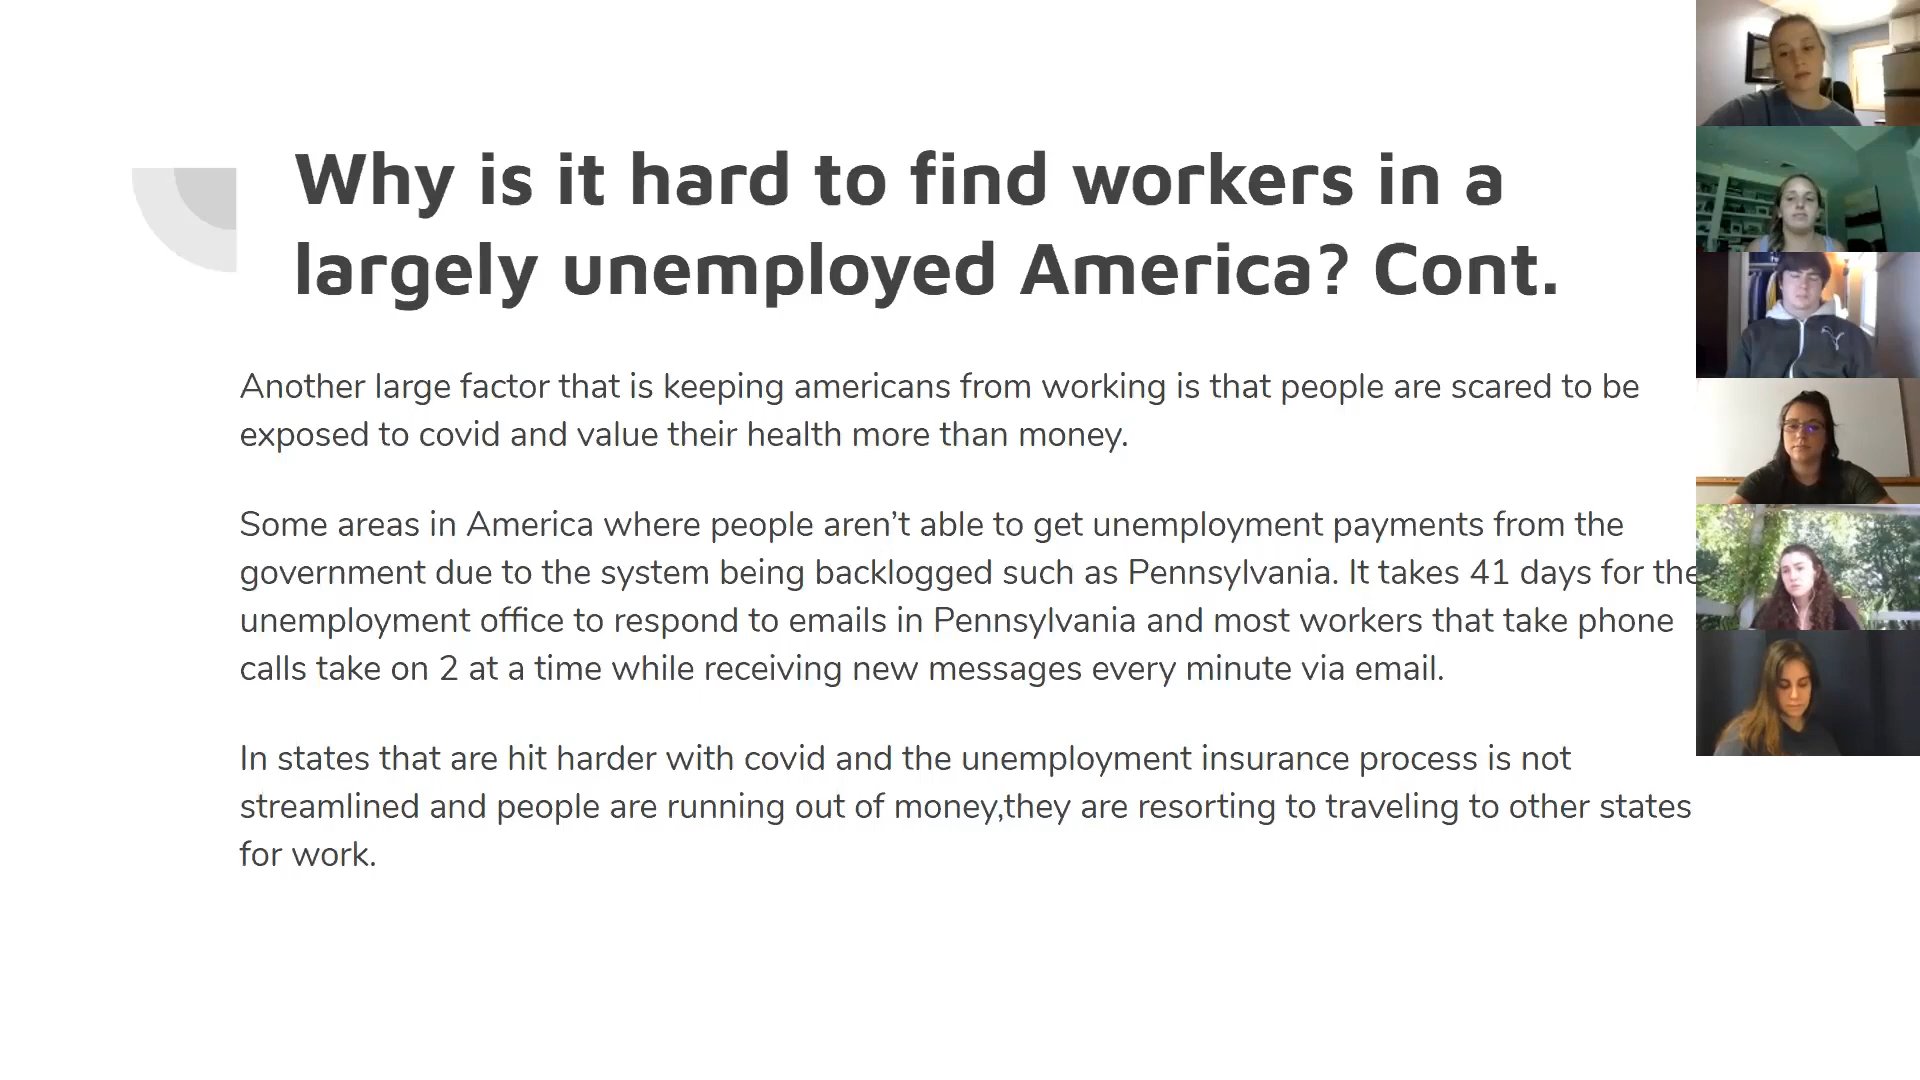 Why is it hard to find workers in a
largely unemployed America? Cont.
Another large factor that is keeping americans from working is that people are scared to be
exposed to covid and value their health more than money.
Some areas in America where people aren’t able to get unemployment payments from the
government due to the system being backlogged such as Pennsylvania. It takes 41 days for the
unemployment office to respond to emails in Pennsylvania and most workers that take phone
calls take on 2 at a time while receiving new messages every minute via email.
In states that are hit harder with covid and the unemployment insurance process is not
streamlined and people are running out of money,they are resorting to traveling to other states
for work.